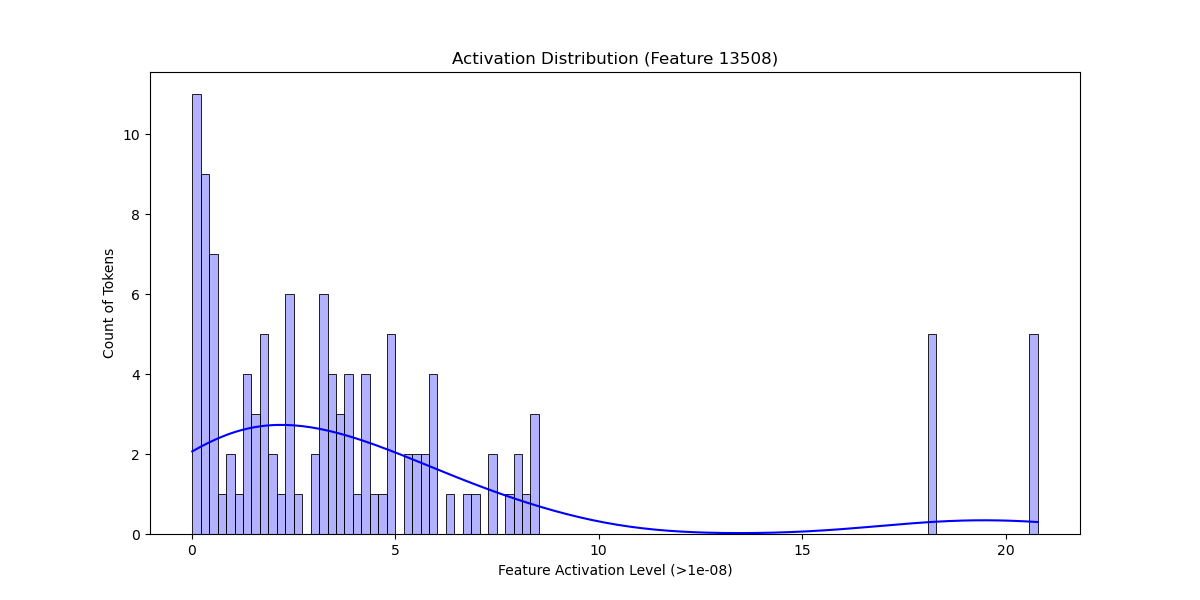 Activation Distribution (Feature 13508)
Count of Tokens
10
8
6
4
2
0
0 5 10 15 20
Feature Activation Level (>1e-08)